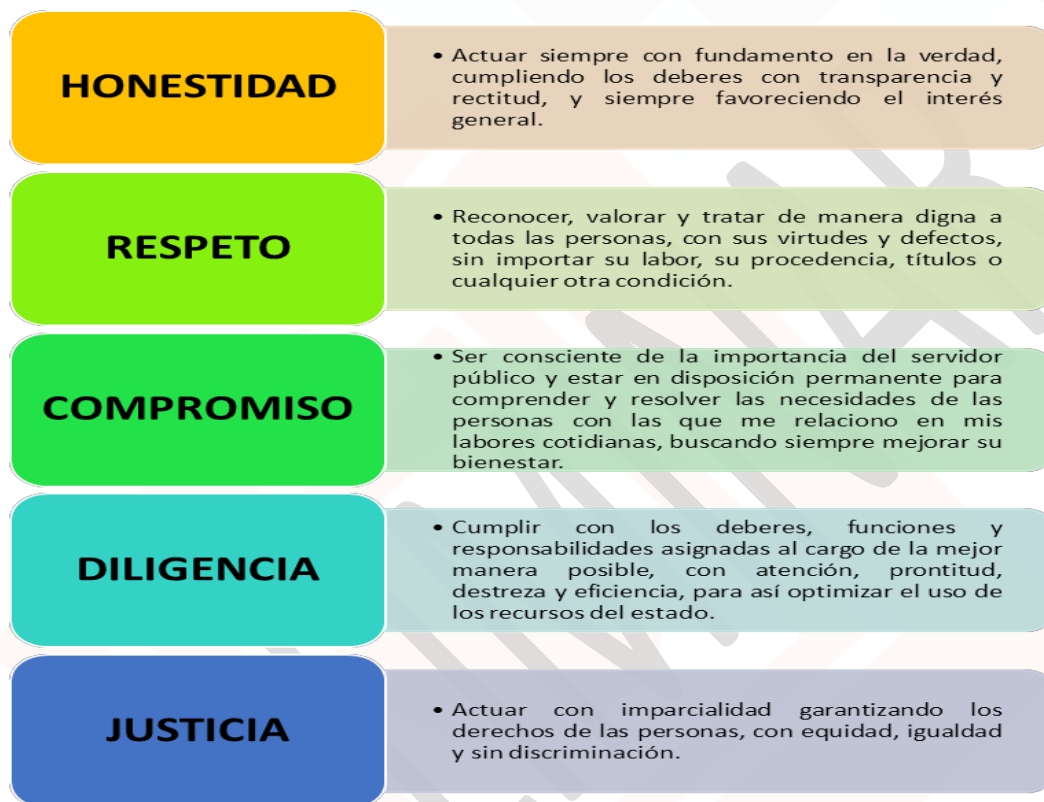 HONESTIDAD
• Actuar siempre con fundamento en la verdad,
cumpliendo los deberes con transparencia y
rectitud, y siempre favoreciendo el interés
general.
RESPETO
• Reconocer, valorar y tratar de manera digna a
todas las personas, con sus virtudes y defectos,
sin importar su labor, su procedencia, títulos o
cualquier otra condición.
COMPROMISO
• Ser consciente de la importancia del servidor
público y estar en disposición permanente para
comprender y resolver las necesidades de las
personas con las que me relaciono en mis
labores cotidianas, buscando siempre mejorar su
bienestar.
DILIGENCIA
• Cumplir con los deberes, funciones y
responsabilidades asignadas al cargo de la mejor
manera posible, con atención, prontitud,
destreza y eficiencia, para así optimizar el uso de
los recursos del estado.
JUSTICIA
• Actuar con imparcialidad garantizando los
derechos de las personas, con equidad, igualdad
y sin discriminación.